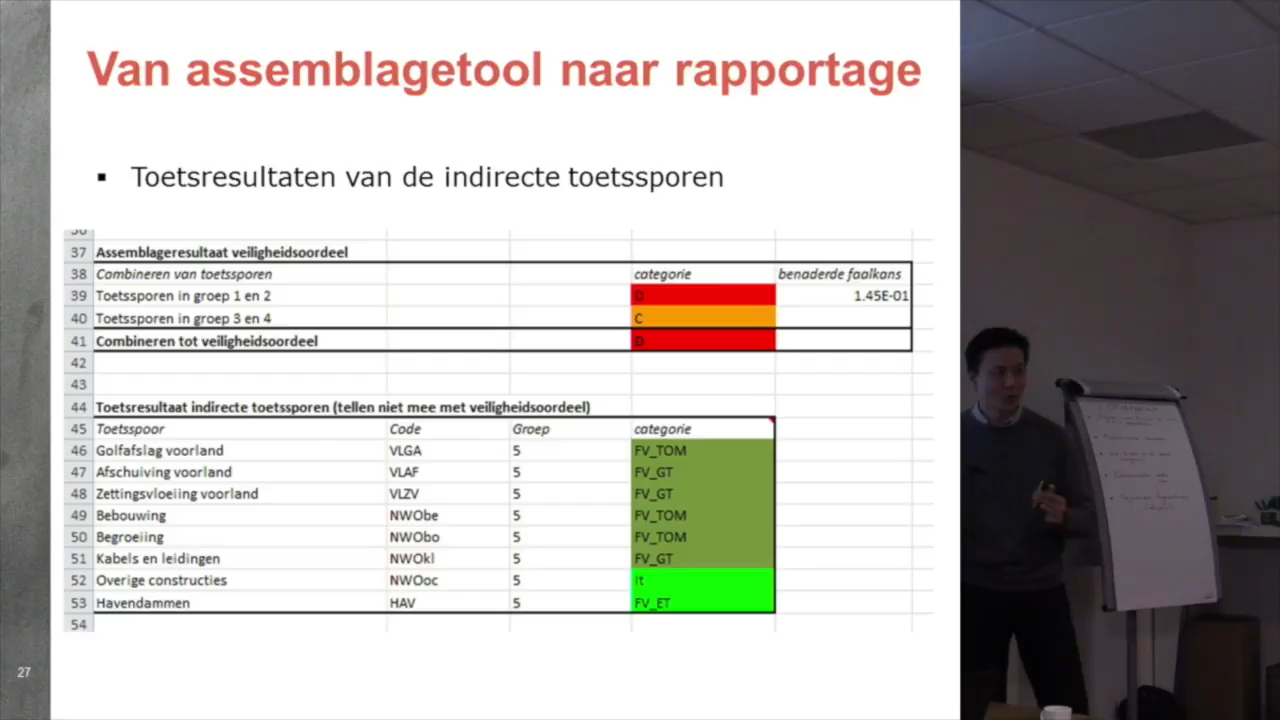 Van assemblagetool naar rapportage
▪ Toetsresultaten van de indirecte toetssporen
37 Assemblageresultaat veiligheidsoordeel
38 Combineren van toetssporen categorie benaderde faalkans
39 Toetssporen in groep 1 en 2 D 1.45E-01
40 Toetssporen in groep 3 en 4 C
41 Combineren tot veiligheidsoordeel D
42
43
44 Toetsresultaat indirecte toetssporen (tellen niet mee met veiligheidsoordeel)
45 Toetsspoor Code Groep categorie
46 Golfafslag voorland VLGA 5 FV_TOM
47 Afschuiving voorland VLAF 5 FV_GT
48 Zettingsvloeiing voorland VLZV 5 FV_GT
49 Bebouwing NWObe 5 FV_TOM
50 Begroeiing NWObo 5 FV_TOM
51 Kabels en leidingen NWOkl 5 FV_GT
52 Overige constructies NWOoc 5 It
53 Havendammen HAV 5 FV_ET
54
27